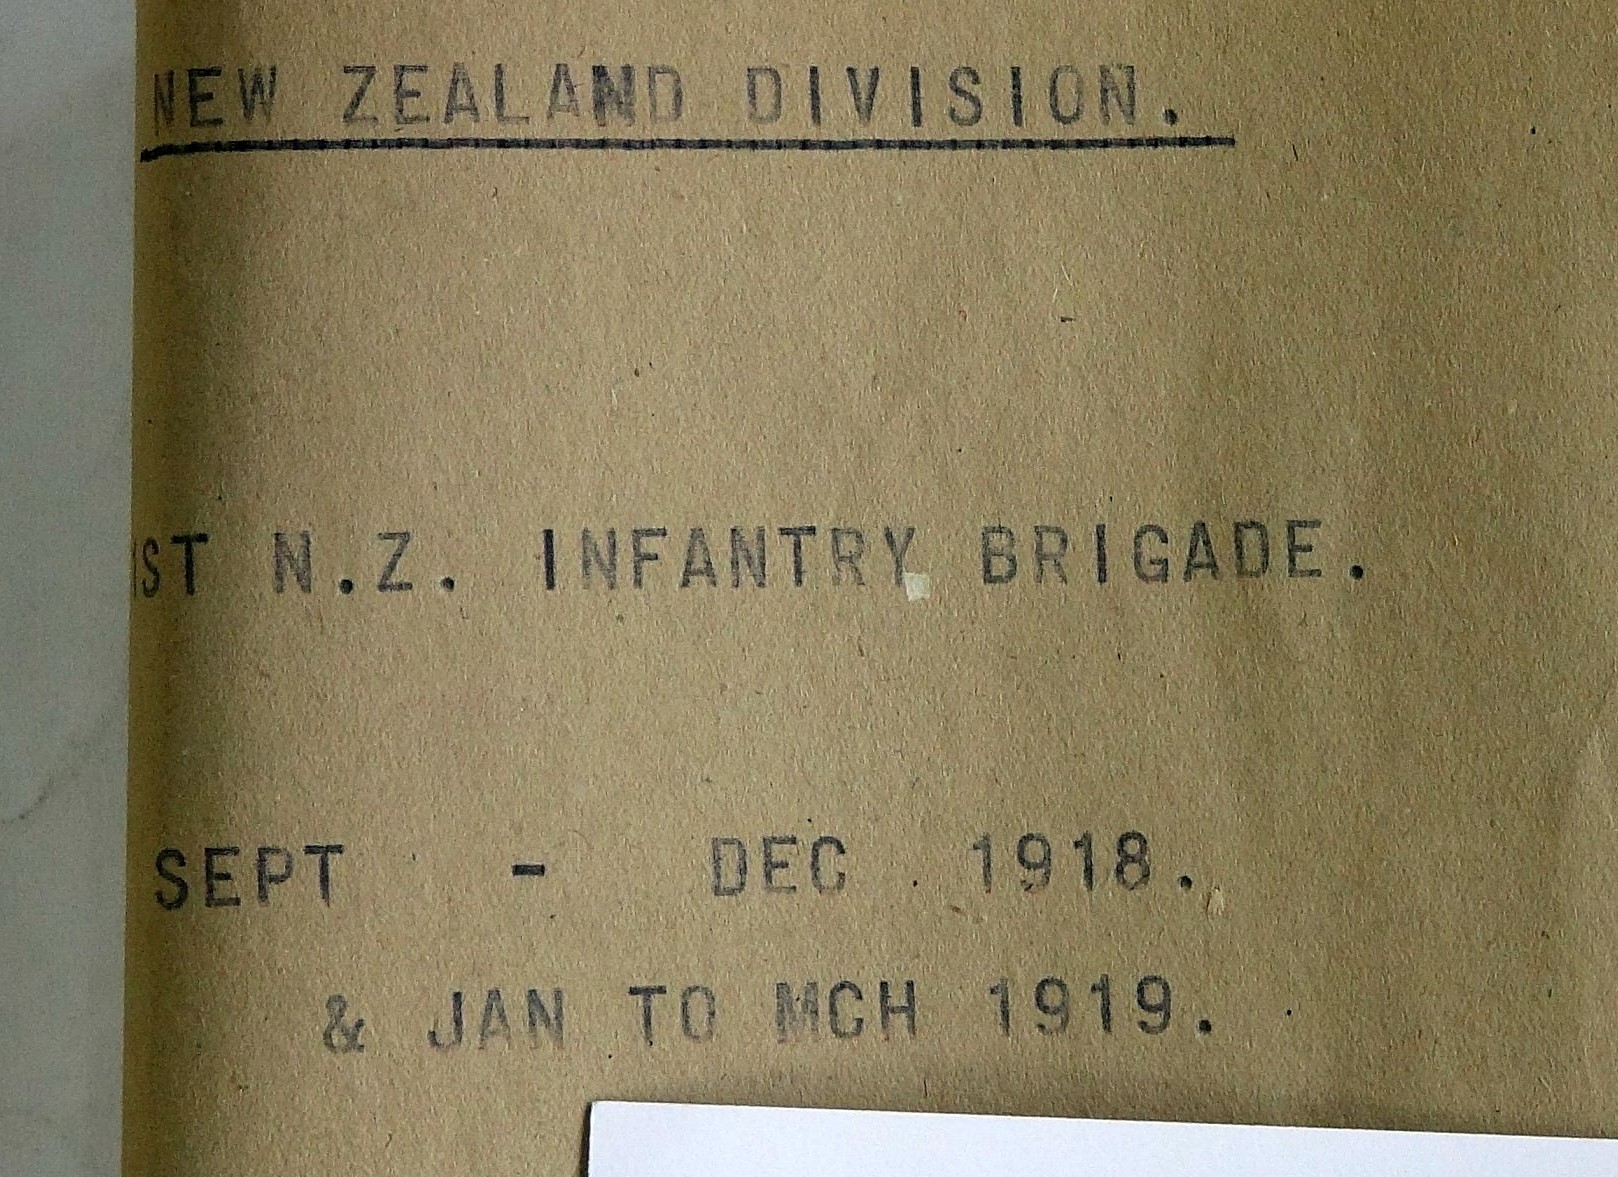 NEW ZEALAND DIVISION.
1ST N.Z. INFANTRY BRIGADE.
SEPT - DEC 1918.
& JAN TO MCH 1919.